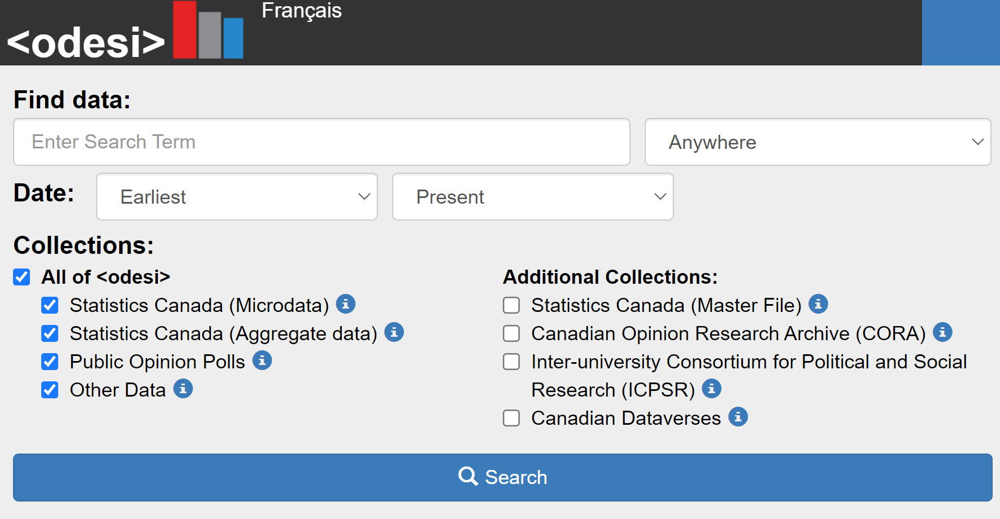 Français
<odesi>
Find data:
Enter Search Term
Anywhere
Date:
Earliest
Present
Collections:
All of <odesi>
Statistics Canada (Microdata)
Statistics Canada (Aggregate data)
Public Opinion Polls
Other Data
Additional Collections:
Statistics Canada (Master File)
Canadian Opinion Research Archive (CORA)
Inter-university Consortium for Political and Social
Research (ICPSR)
Canadian Dataverses
Search